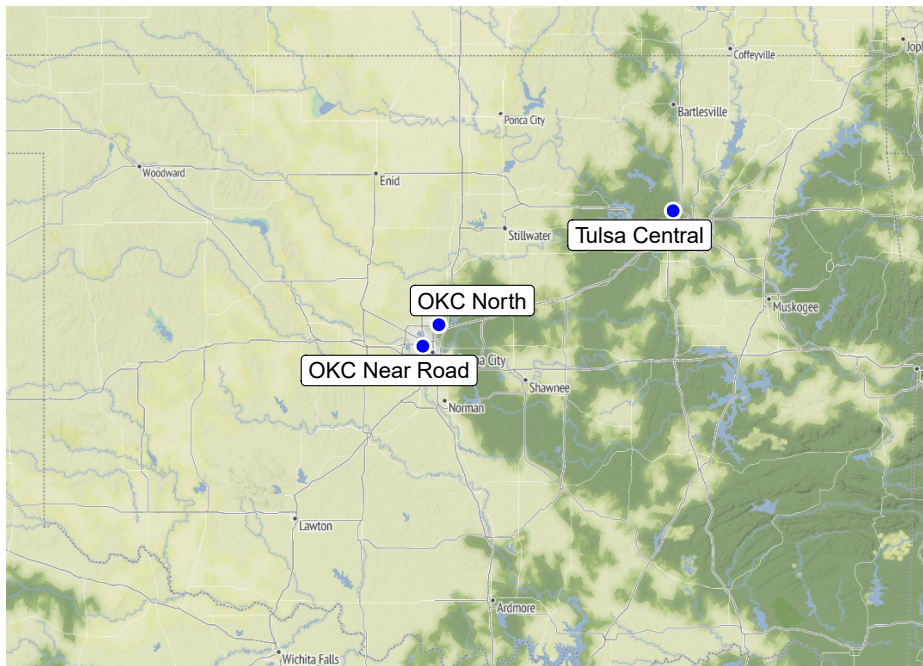 Coffeyville
Ponca City
Bartlesville
Woodward
Enid
Stillwater
Tulsa Central
OKC North
Muskogee
OKC Near Road
City
Shawnee
Norman
Lawton
Ardmore
Wichita Falls